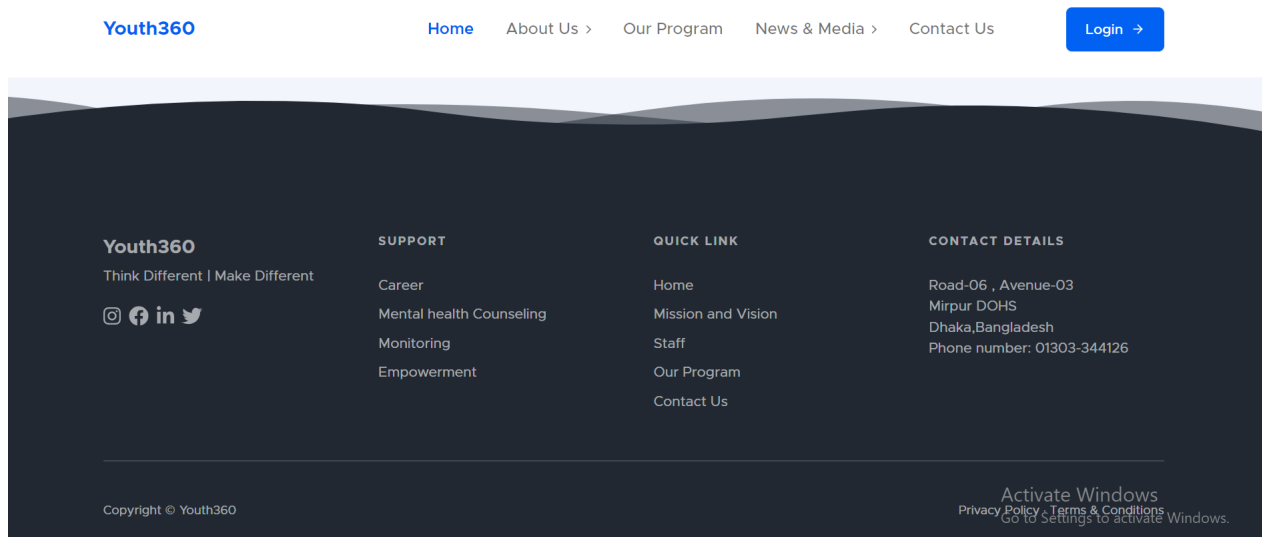 Youth360
Home About Us > Our Program News & Media > Contact Us
Login →
Youth360
Think Different | Make Different
SUPPORT
Career
Mental health Counseling
Monitoring
Empowerment
QUICK LINK
Home
Mission and Vision
Staff
Our Program
Contact Us
CONTACT DETAILS
Road-06 , Avenue-03
Mirpur DOHS
Dhaka,Bangladesh
Phone number: 01303-344126
Copyright © Youth360
Privacy Policy · Terms & Conditions
Activate Windows
Go to Settings to activate Windows.